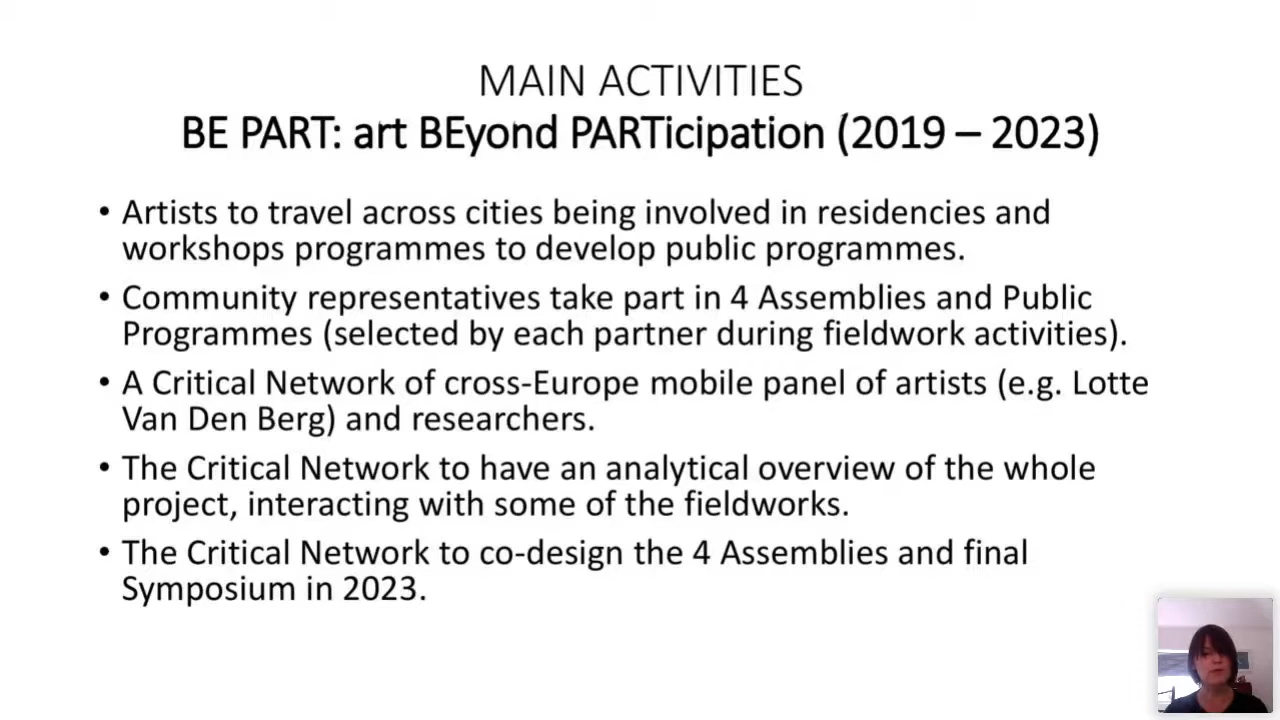 MAIN ACTIVITIES
BE PART: art BEyond PARTicipation (2019 – 2023)
• Artists to travel across cities being involved in residencies and
workshops programmes to develop public programmes.
• Community representatives take part in 4 Assemblies and Public
Programmes (selected by each partner during fieldwork activities).
• A Critical Network of cross-Europe mobile panel of artists (e.g. Lotte
Van Den Berg) and researchers.
• The Critical Network to have an analytical overview of the whole
project, interacting with some of the fieldworks.
• The Critical Network to co-design the 4 Assemblies and final
Symposium in 2023.